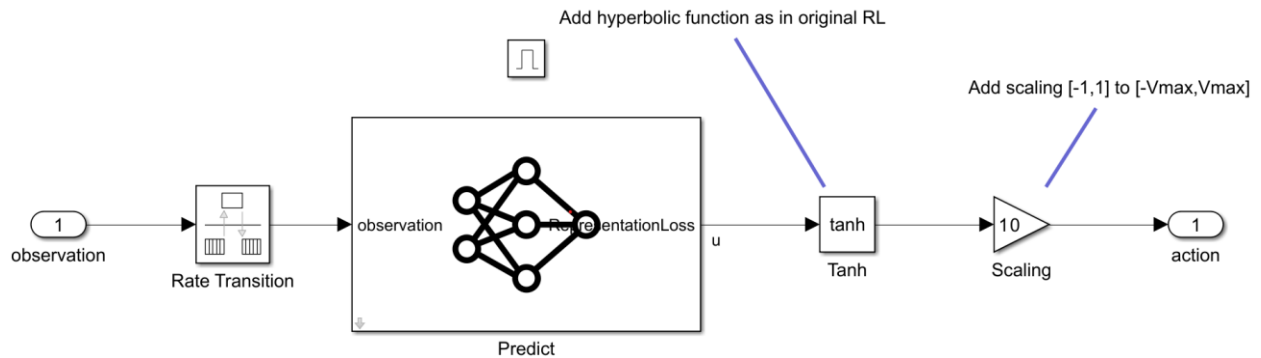 Add hyperbolic function as in original RL
Add scaling [-1,1] to [-Vmax,Vmax]
1
observation
Rate Transition
observation
RepresentationLoss
Predict
u
tanh
Tanh
10
Scaling
1
action